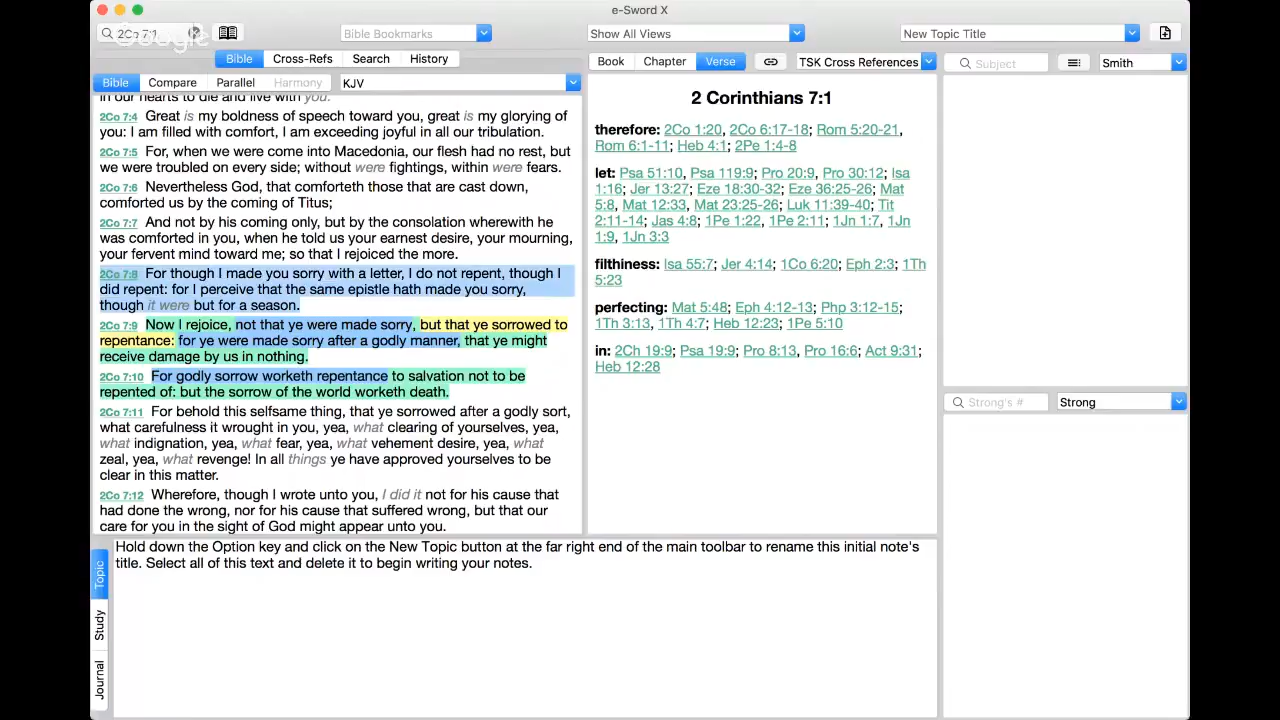 e-Sword X
2Co 7:1
Google
Bible Bookmarks
Show All Views
New Topic Title
Bible
Cross-Refs
Search
History
Bible
Compare
Parallel
Harmony
KJV
in our hearts to die and live with you.
2Co 7:4 Great is my boldness of speech toward you, great is my glorying of
you: I am filled with comfort, I am exceeding joyful in all our tribulation.
2Co 7:5 For, when we were come into Macedonia, our flesh had no rest, but
we were troubled on every side; without were fightings, within were fears.
2Co 7:6 Nevertheless God, that comforteth those that are cast down,
comforted us by the coming of Titus;
2Co 7:7 And not by his coming only, but by the consolation wherewith he
was comforted in you, when he told us your earnest desire, your mourning,
your fervent mind toward me; so that I rejoiced the more.
2Co 7:8 For though I made you sorry with a letter, I do not repent, though I
did repent: for I perceive that the same epistle hath made you sorry,
though it were but for a season.
2Co 7:9 Now I rejoice, not that ye were made sorry, but that ye sorrowed to
repentance: for ye were made sorry after a godly manner, that ye might
receive damage by us in nothing.
2Co 7:10 For godly sorrow worketh repentance to salvation not to be
repented of: but the sorrow of the world worketh death.
2Co 7:11 For behold this selfsame thing, that ye sorrowed after a godly sort,
what carefulness it wrought in you, yea, what clearing of yourselves, yea,
what indignation, yea, what fear, yea, what vehement desire, yea, what
zeal, yea, what revenge! In all things ye have approved yourselves to be
clear in this matter.
2Co 7:12 Wherefore, though I wrote unto you, I did it not for his cause that
had done the wrong, nor for his cause that suffered wrong, but that our
care for you in the sight of God might appear unto you.
Book
Chapter
Verse
TSK Cross References
2 Corinthians 7:1
therefore: 2Co 1:20, 2Co 6:17-18; Rom 5:20-21,
Rom 6:1-11; Heb 4:1; 2Pe 1:4-8
let: Psa 51:10, Psa 119:9; Pro 20:9, Pro 30:12; Isa
1:16; Jer 13:27; Eze 18:30-32; Eze 36:25-26; Mat
5:8, Mat 12:33, Mat 23:25-26; Luk 11:39-40; Tit
2:11-14; Jas 4:8; 1Pe 1:22, 1Pe 2:11; 1Jn 1:7, 1Jn
1:9, 1Jn 3:3
filthiness: Isa 55:7; Jer 4:14; 1Co 6:20; Eph 2:3; 1Th
5:23
perfecting: Mat 5:48; Eph 4:12-13; Php 3:12-15;
1Th 3:13, 1Th 4:7; Heb 12:23; 1Pe 5:10
in: 2Ch 19:9; Psa 19:9; Pro 8:13, Pro 16:6; Act 9:31;
Heb 12:28
Subject
Smith
Strong's #
Strong
Topic
Study
Journal
Hold down the Option key and click on the New Topic button at the far right end of the main toolbar to rename this initial note's
title. Select all of this text and delete it to begin writing your notes.